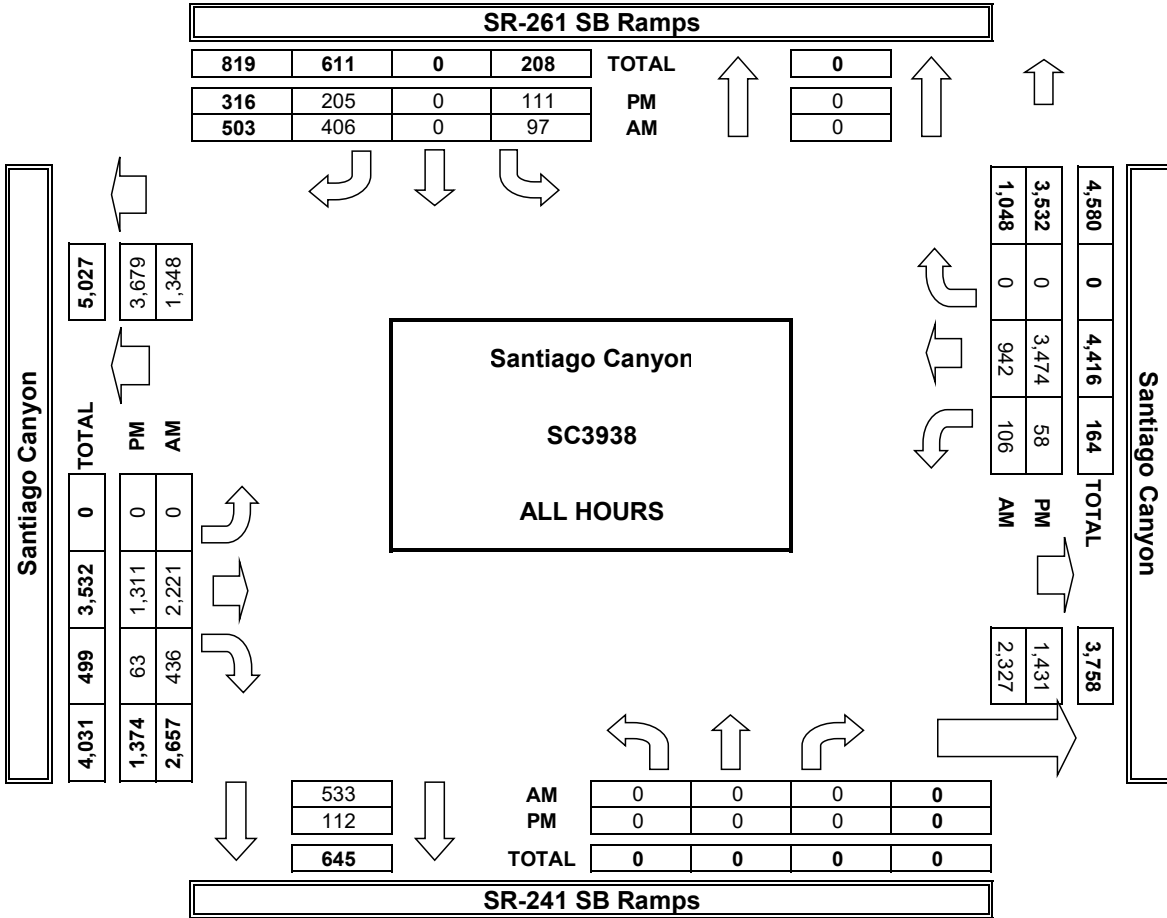 SR-261 SB Ramps
819 611 0 208 TOTAL 0
316 205 0 111 PM 0
503 406 0 97 AM 0
Santiago Canyon
5,027
3,679
1,348
TOTAL 0 3,532 499 4,031
PM 0 1,311 63 1,374
AM 0 2,221 436 2,657
Santiago Canyon
SC3938
ALL HOURS
4,580 0 4,416 164 TOTAL
3,532 0 3,474 58 PM
1,048 0 942 106 AM
3,758
1,431
2,327
Santiago Canyon
533 AM 0 0 0 0
112 PM 0 0 0 0
645 TOTAL 0 0 0 0
SR-241 SB Ramps